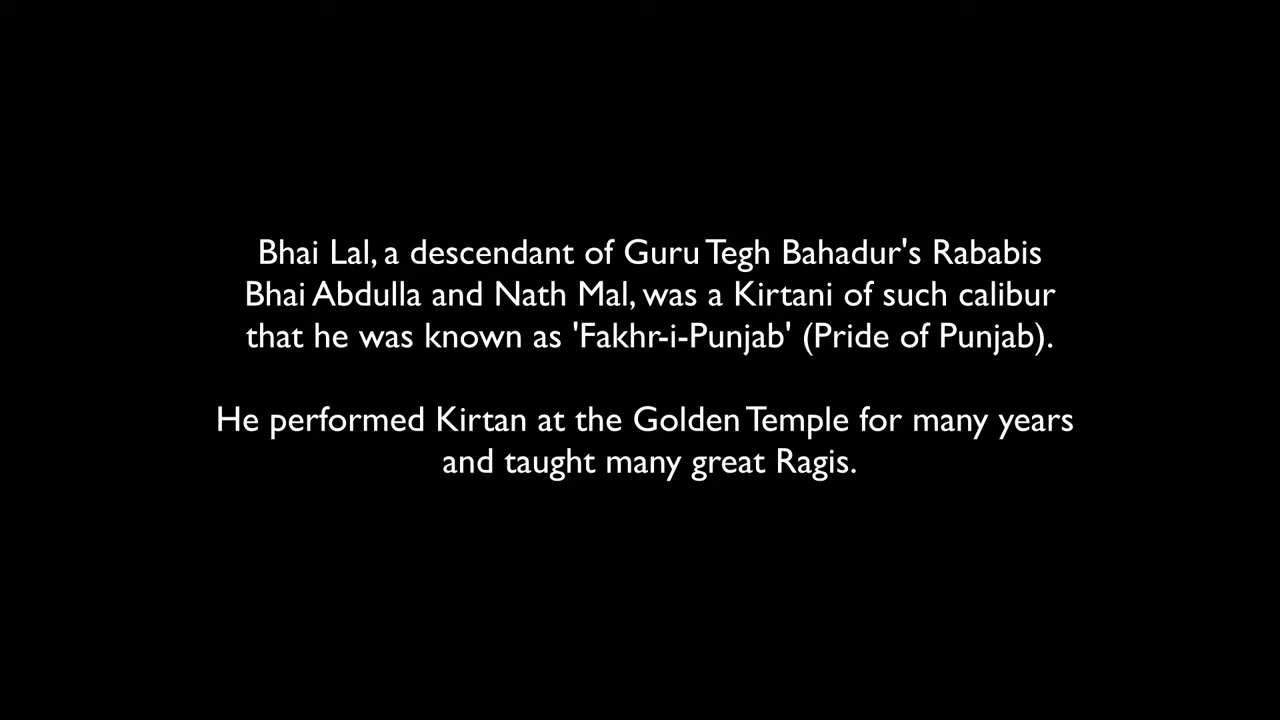 Bhai Lal, a descendant of Guru Tegh Bahadur's Rababis
Bhai Abdulla and Nath Mal, was a Kirtani of such calibur
that he was known as 'Fakhr-i-Punjab' (Pride of Punjab).
He performed Kirtan at the Golden Temple for many years
and taught many great Ragis.